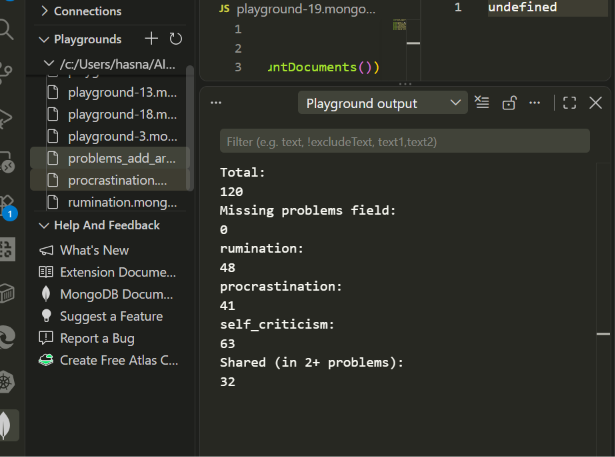 Connections
Playgrounds
/c:/Users/hasna/AI...
playground-13.m...
playground-18.m...
playground-3.mo...
problems_add_ar...
procrastination....
rumination.mong...
Help And Feedback
What's New
Extension Docume...
MongoDB Docum...
Suggest a Feature
Report a Bug
Create Free Atlas C...
1
JS playground-19.mongo...
1
2
3 ıntDocuments())
1 undefined
Playground output
Filter (e.g. text, !excludeText, text1,text2)
Total:
120
Missing problems field:
0
rumination:
48
procrastination:
41
self_criticism:
63
Shared (in 2+ problems):
32